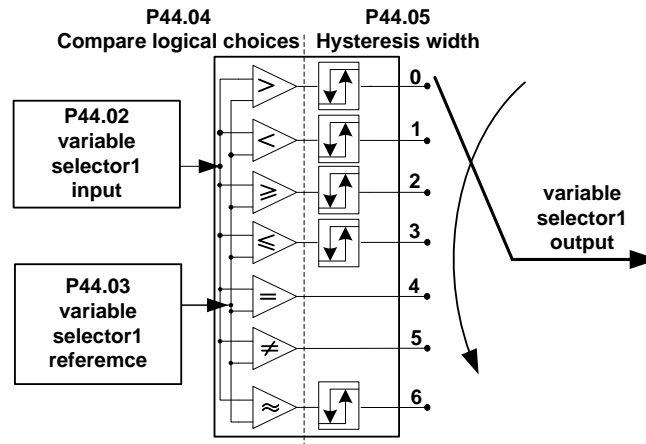 P44.04
Compare logical choices
P44.05
Hysteresis width
P44.02
variable
selector1
input
P44.03
variable
selector1
referemce
>
<
≥
≤
=
≠
≈
0
1
2
3
4
5
6
variable
selector1
output